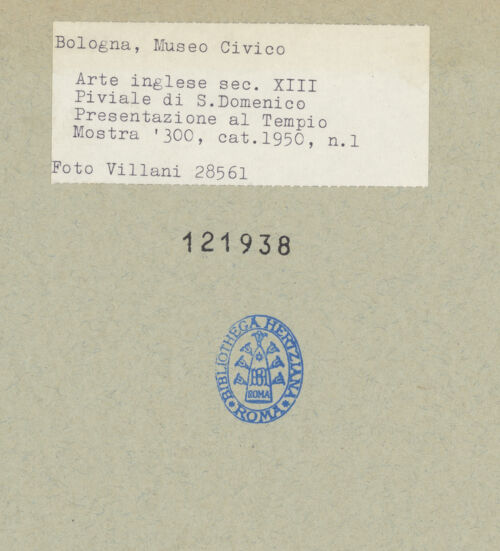 Bologna, Museo Civico
Arte inglese sec. XIII
Piviale di S.Domenico
Presentazione al Tempio
Mostra '300, cat.1950, n.1
Foto Villani 28561
121938
BIBLIOTHECA HERTZIANA
ROMA
ROMA